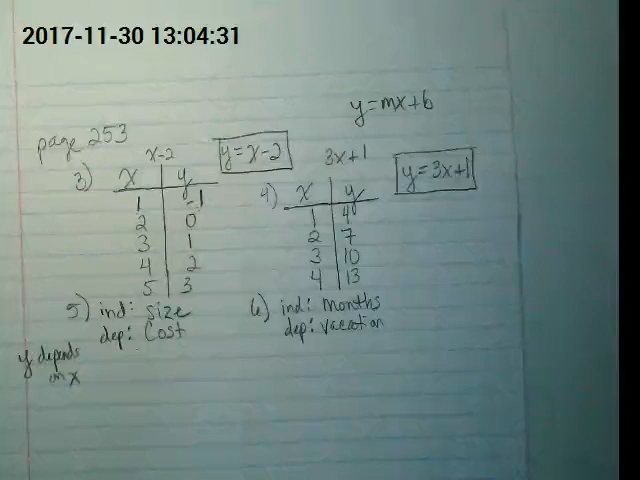 2017-11-30 13:04:31
y=mx+b
page 253
x-2
y=x-2
3x+1
y=3x+1
3)
x y
1 -1
2 0
3 1
4 2
5 3
4)
x y
1 4
2 7
3 10
4 13
5) ind: size
dep: Cost
6) ind: months
dep: vacation
y depends
on x